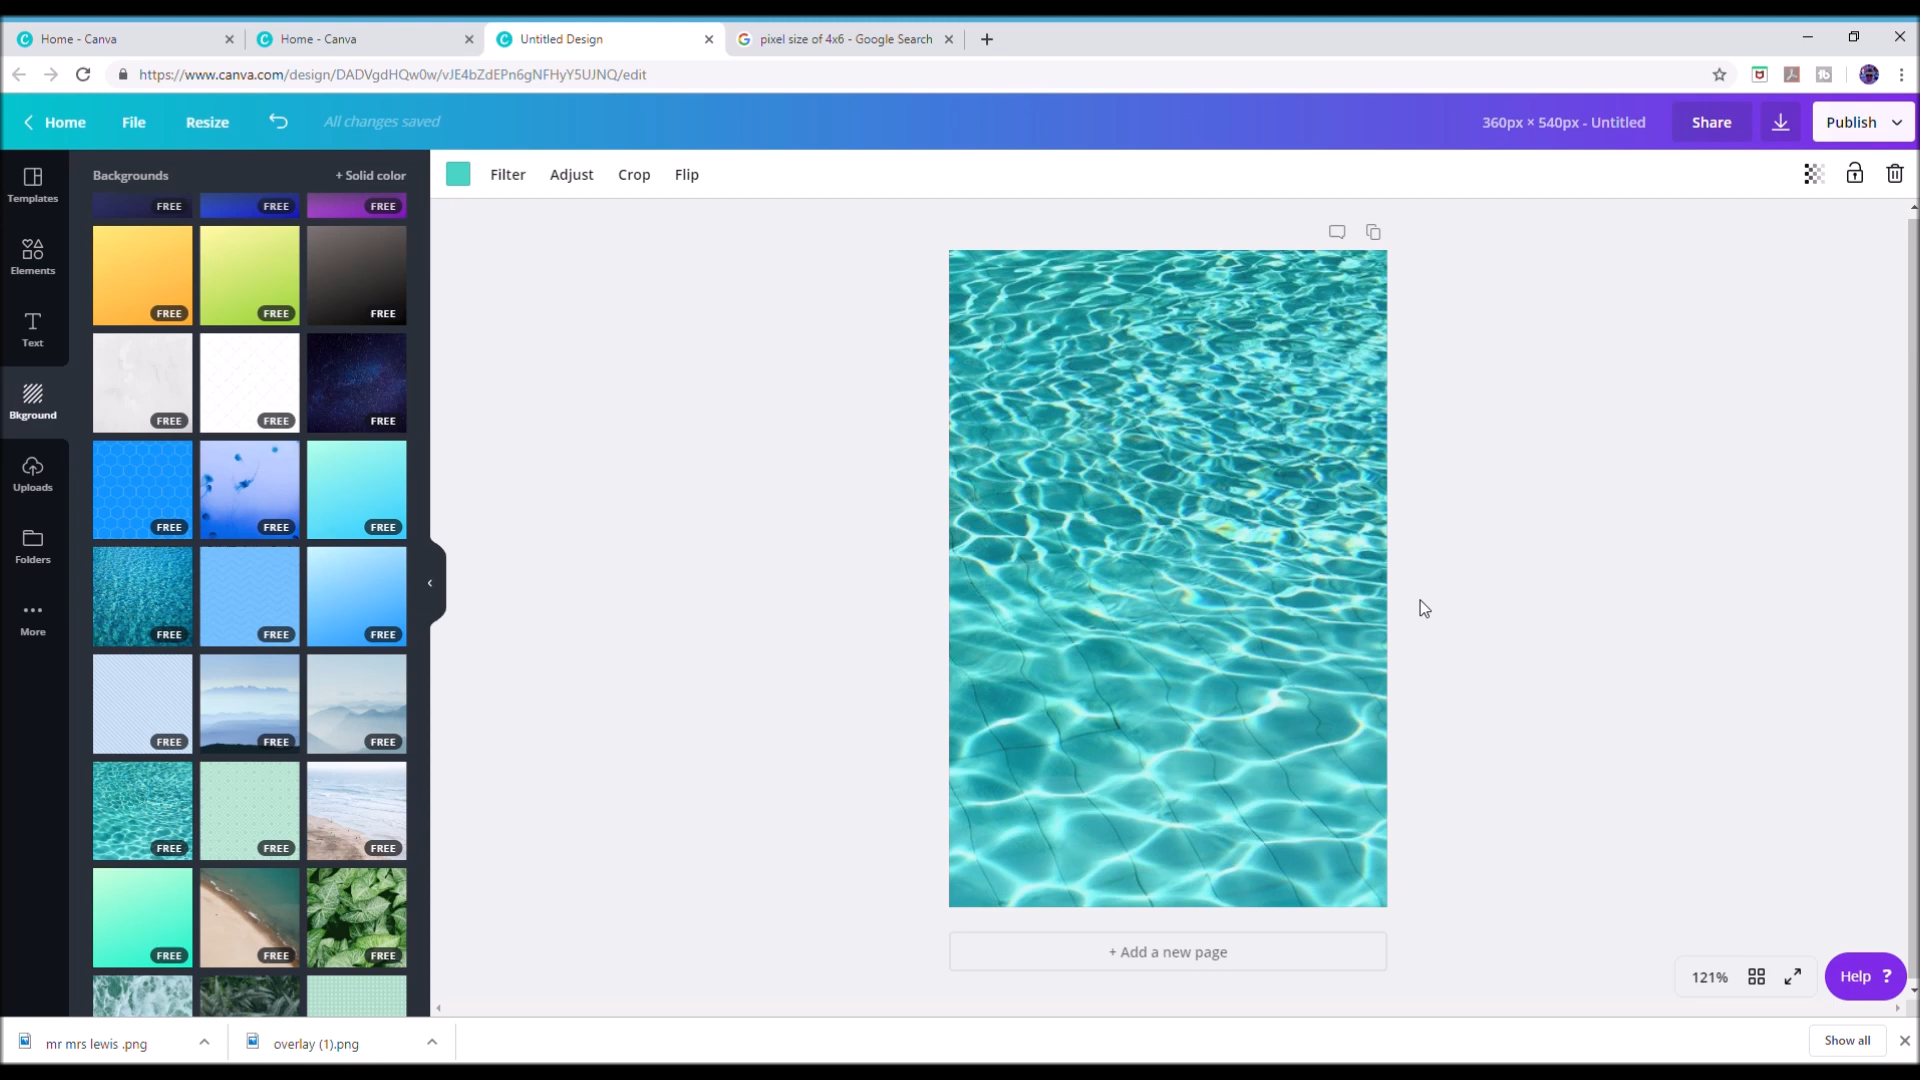 Home - Canva
Home - Canva
Untitled Design
pixel size of 4x6 - Google Search
https://www.canva.com/design/DADVgdHQw0w/vJE4bZdEPn6gNFHyY5UJNQ/edit
Home
File
Resize
All changes saved
360px × 540px - Untitled
Share
Publish
Templates
Elements
Text
Bkground
Uploads
Folders
More
Backgrounds
+ Solid color
Filter
Adjust
Crop
Flip
FREE FREE FREE
FREE FREE FREE
FREE FREE FREE
FREE FREE FREE
FREE FREE FREE
FREE FREE FREE
FREE FREE FREE
FREE FREE FREE
+ Add a new page
121%
Help ?
mr mrs lewis .png
overlay (1).png
Show all